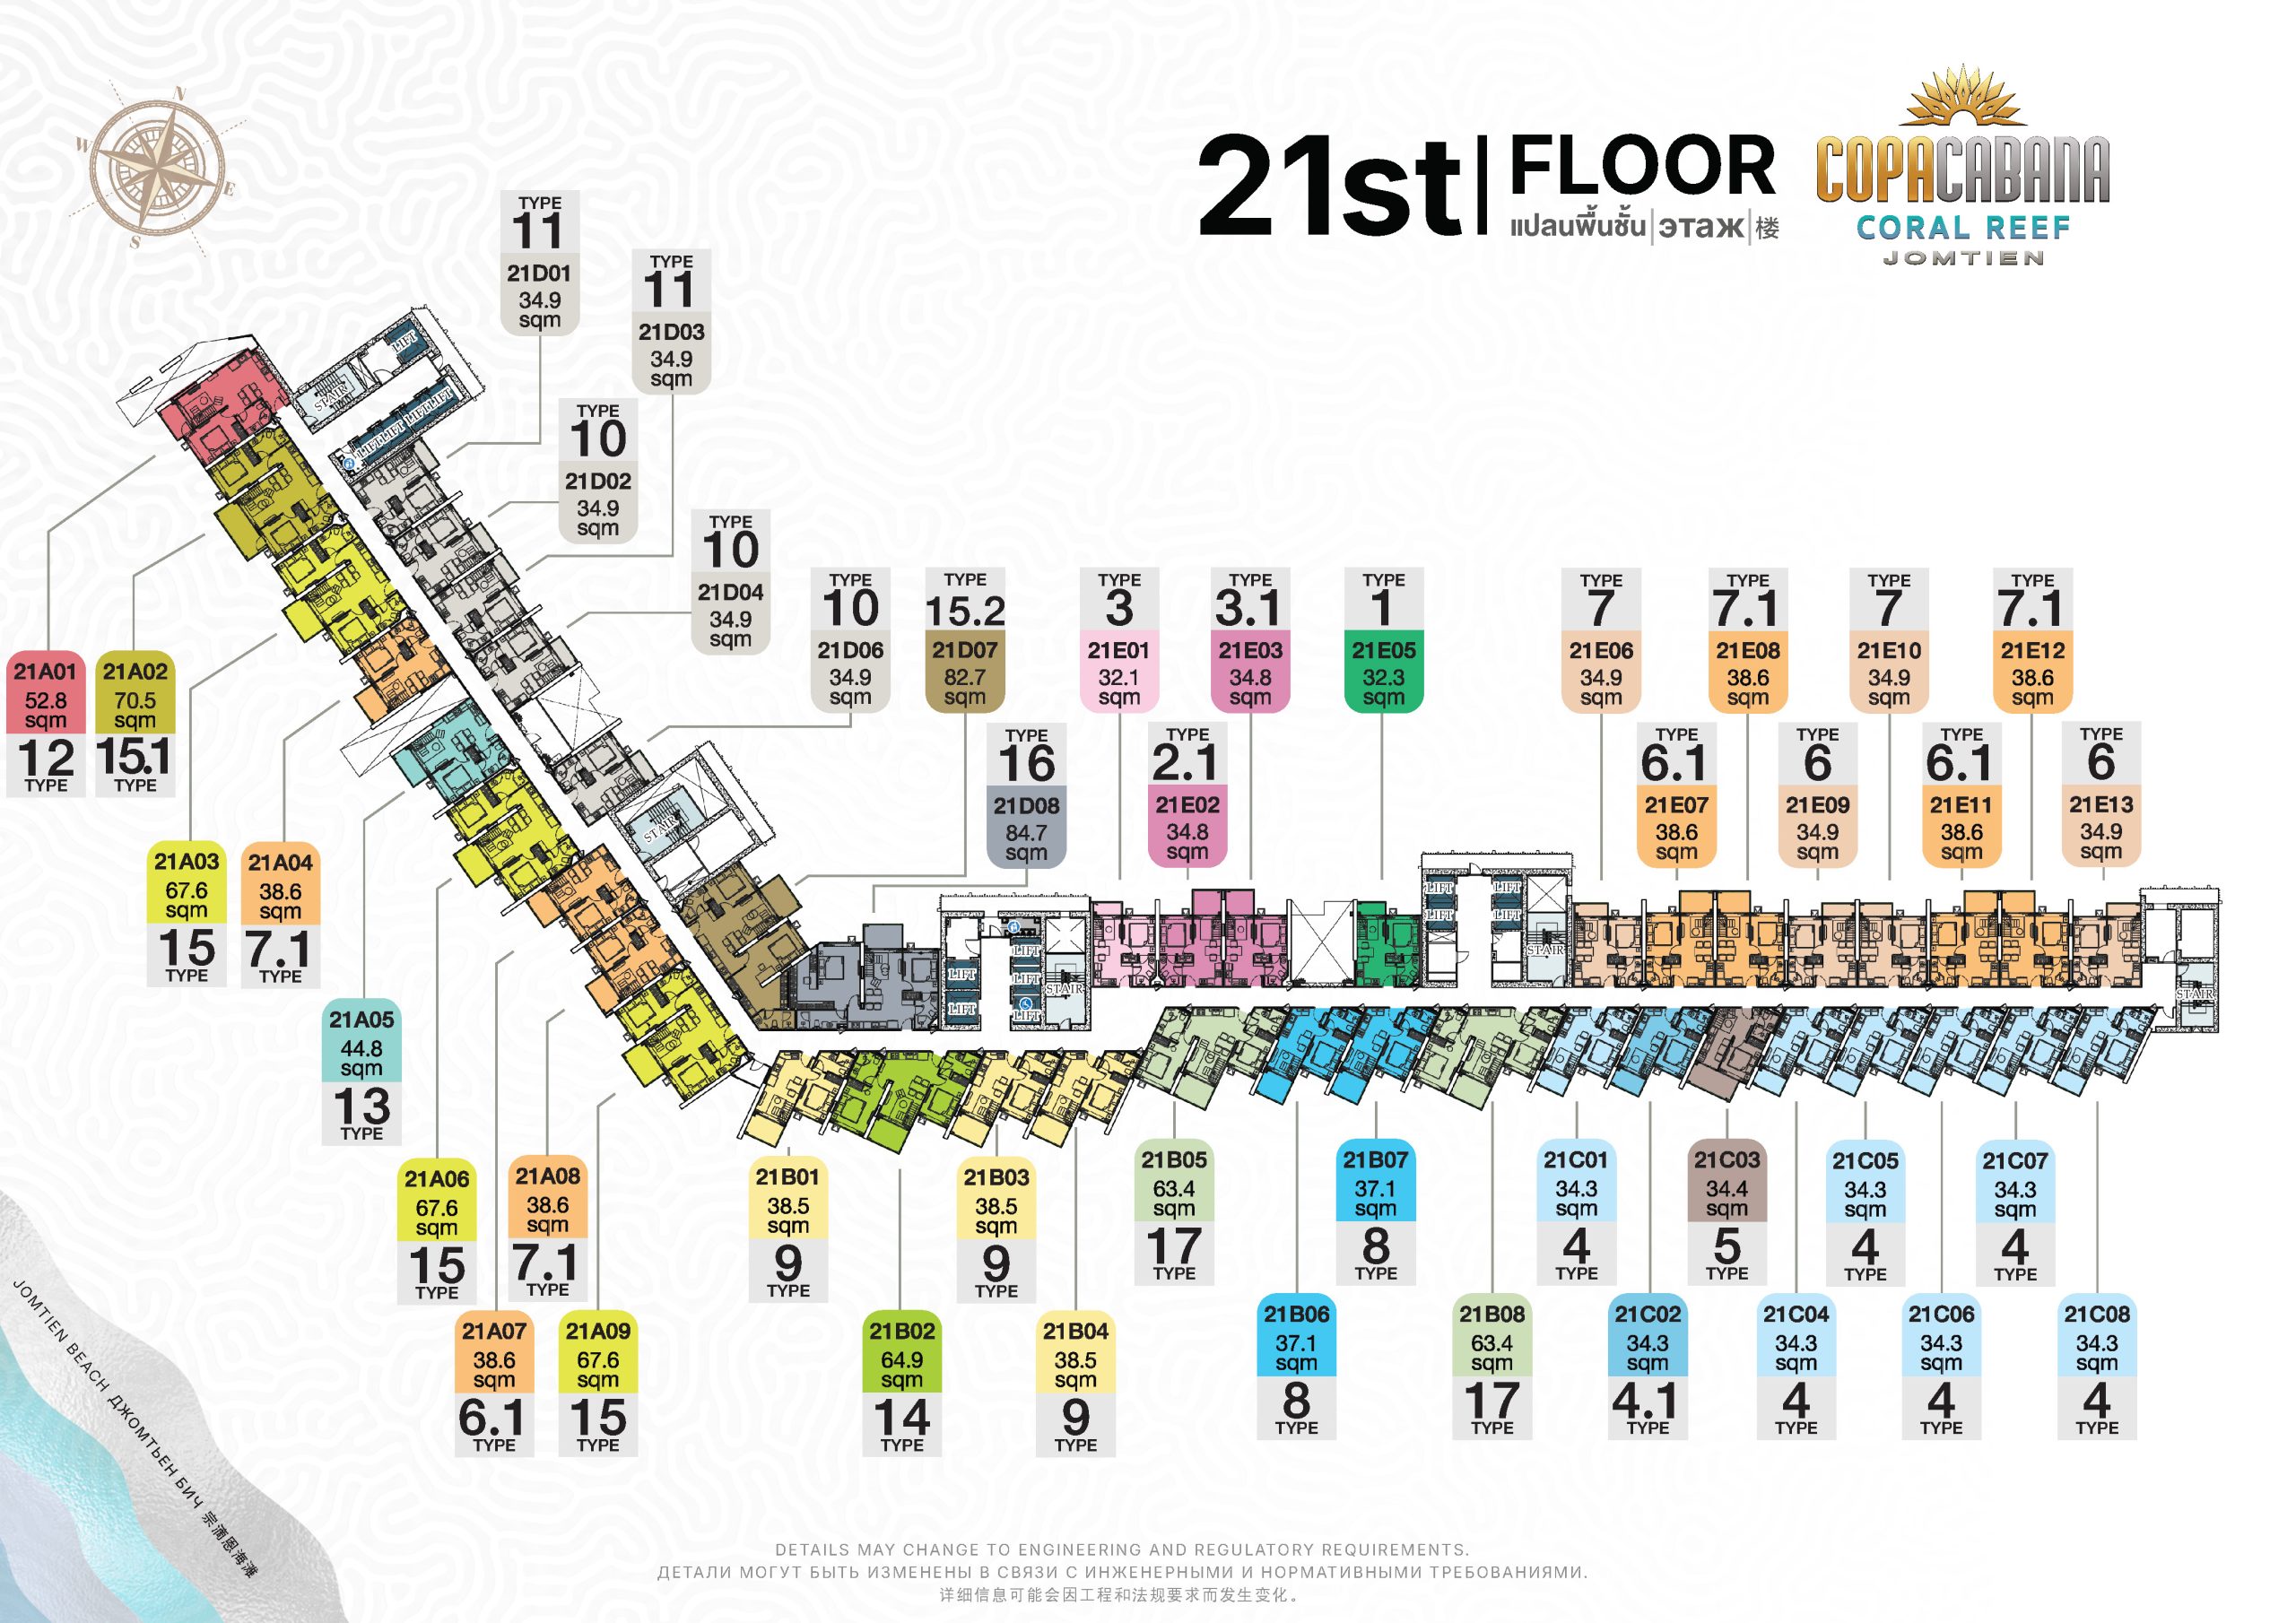 N
W
E
S
21st FLOOR
แปลนพื้นชั้น|этаж|楼
COPACABANA
CORAL REEF
JOMTIEN
TYPE
11
21D01
34.9
sqm
TYPE
11
21D03
34.9
sqm
TYPE
10
21D02
34.9
sqm
TYPE
10
21D04
34.9
sqm
TYPE
10
21D06
34.9
sqm
TYPE
15.2
21D07
82.7
sqm
TYPE
16
21D08
84.7
sqm
TYPE
3
21E01
32.1
sqm
TYPE
2.1
21E02
34.8
sqm
TYPE
3.1
21E03
34.8
sqm
TYPE
1
21E05
32.3
sqm
TYPE
7
21E06
34.9
sqm
TYPE
6.1
21E07
38.6
sqm
TYPE
7.1
21E08
38.6
sqm
TYPE
6
21E09
34.9
sqm
TYPE
7
21E10
34.9
sqm
TYPE
6.1
21E11
38.6
sqm
TYPE
7.1
21E12
38.6
sqm
TYPE
6
21E13
34.9
sqm
LIFT
STAIR
LIFT
LIFT
LIFT
LIFT
STAIR
LIFT
LIFT
LIFT
LIFT
LIFT
STAIR
LIFT
LIFT
LIFT
LIFT
STAIR
STAIR
21A01
52.8
sqm
12
TYPE
21A02
70.5
sqm
15.1
TYPE
21A03
67.6
sqm
15
TYPE
21A04
38.6
sqm
7.1
TYPE
21A05
44.8
sqm
13
TYPE
21A06
67.6
sqm
15
TYPE
21A07
38.6
sqm
6.1
TYPE
21A08
38.6
sqm
7.1
TYPE
21A09
67.6
sqm
15
TYPE
21B01
38.5
sqm
9
TYPE
21B02
64.9
sqm
14
TYPE
21B03
38.5
sqm
9
TYPE
21B04
38.5
sqm
9
TYPE
21B05
63.4
sqm
17
TYPE
21B06
37.1
sqm
8
TYPE
21B07
37.1
sqm
8
TYPE
21B08
63.4
sqm
17
TYPE
21C01
34.3
sqm
4
TYPE
21C02
34.3
sqm
4.1
TYPE
21C03
34.4
sqm
5
TYPE
21C04
34.3
sqm
4
TYPE
21C05
34.3
sqm
4
TYPE
21C06
34.3
sqm
4
TYPE
21C07
34.3
sqm
4
TYPE
21C08
34.3
sqm
4
TYPE
JOMTIEN BEACH ДЖОМТЬЕН БИЧ 宗滴恩海滩
DETAILS MAY CHANGE TO ENGINEERING AND REGULATORY REQUIREMENTS.
ДЕТАЛИ МОГУТ БЫТЬ ИЗМЕНЕНЫ В СВЯЗИ С ИНЖЕНЕРНЫМИ И НОРМАТИВНЫМИ ТРЕБОВАНИЯМИ.
详细信息可能会因工程和法规要求而发生变化。